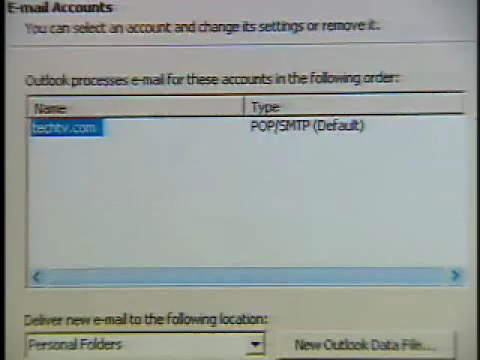 E-mail Accounts
You can select an account and change its settings or remove it.
Outlook processes e-mail for these accounts in the following order:
Name Type
techtv.com POP/SMTP (Default)
Deliver new e-mail to the following location:
Personal Folders New Outlook Data File...